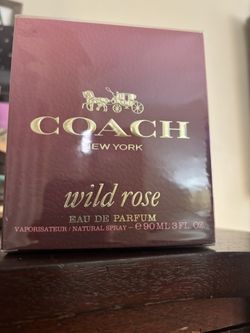 COACH
NEW YORK
wild rose
EAU DE PARFUM
VAPORISATEUR / NATURAL SPRAY - ℮ 90 ML 3 FL. OZ.